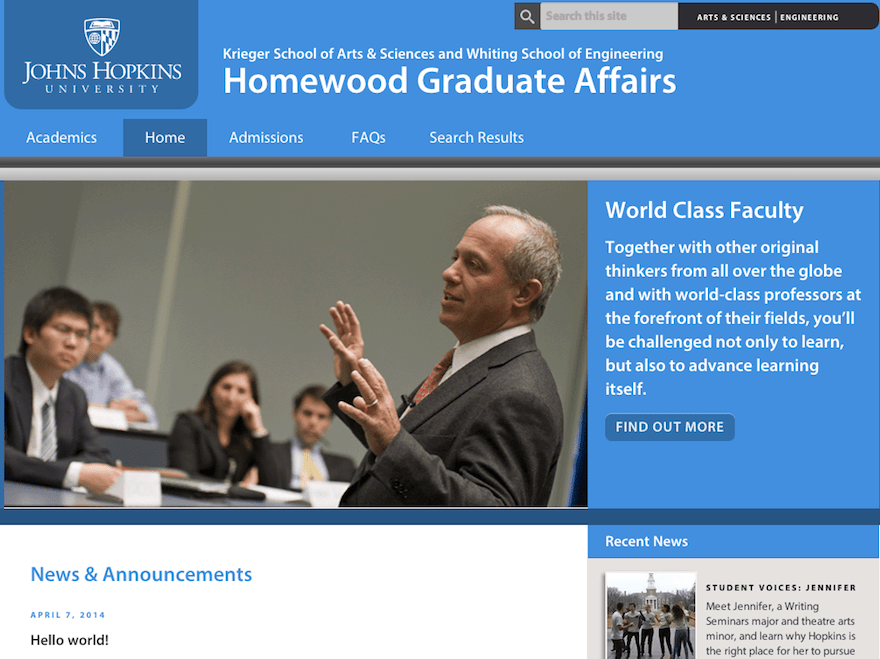 Search this site
ARTS & SCIENCES | ENGINEERING
JOHNS HOPKINS
UNIVERSITY
Krieger School of Arts & Sciences and Whiting School of Engineering
Homewood Graduate Affairs
Academics
Home
Admissions
FAQs
Search Results
World Class Faculty
Together with other original
thinkers from all over the globe
and with world-class professors at
the forefront of their fields, you’ll
be challenged not only to learn,
but also to advance learning
itself.
FIND OUT MORE
News & Announcements
APRIL 7, 2014
Hello world!
Recent News
STUDENT VOICES: JENNIFER
Meet Jennifer, a Writing
Seminars major and theatre arts
minor, and learn why Hopkins is
the right place for her to pursue